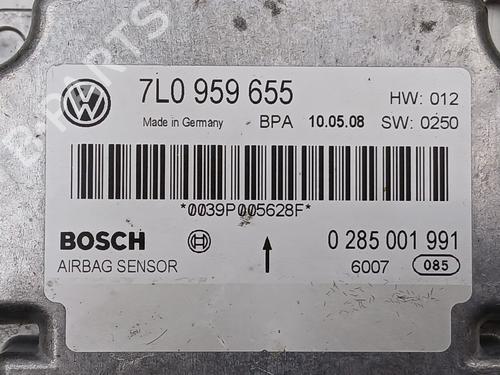 7L0 959 655 HW: 012
Made in Germany BPA 10.05.08 SW: 0250
*0039P005628F*
BOSCH 0 285 001 991
AIRBAG SENSOR 6007 085